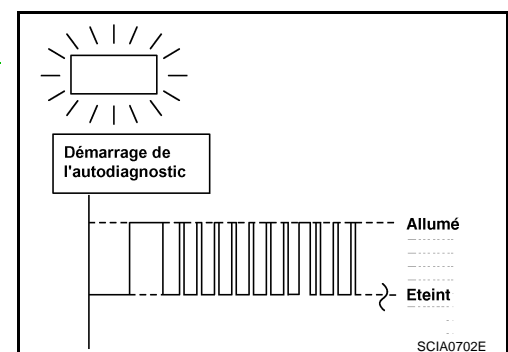 Démarrage de
l'autodiagnostic
Allumé
Eteint
SCIA0702E